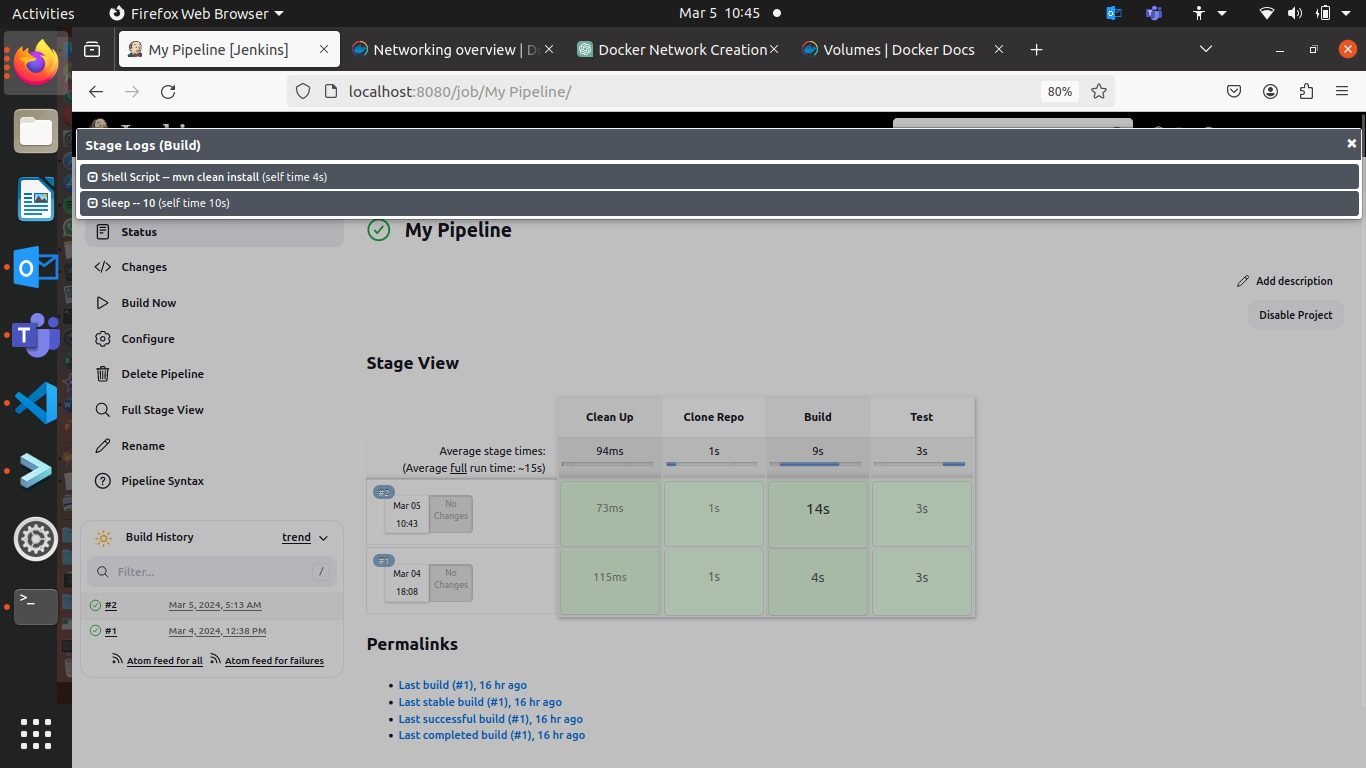 Activities
Firefox Web Browser
Mar 5 10:45
My Pipeline [Jenkins]
Networking overview | Do
Docker Network Creation
Volumes | Docker Docs
localhost:8080/job/My Pipeline/
80%
Stage Logs (Build)
Shell Script -- mvn clean install (self time 4s)
Sleep -- 10 (self time 10s)
Status
Changes
Build Now
Configure
Delete Pipeline
Full Stage View
Rename
Pipeline Syntax
Build History
trend
Filter...
/
#2
Mar 5, 2024, 5:13 AM
#1
Mar 4, 2024, 12:38 PM
Atom feed for all
Atom feed for failures
My Pipeline
Add description
Disable Project
Stage View
Clean Up
Clone Repo
Build
Test
Average stage times:
(Average full run time: ~15s)
94ms
1s
9s
3s
#2
Mar 05
10:43
No
Changes
73ms
1s
14s
3s
#1
Mar 04
18:08
No
Changes
115ms
1s
4s
3s
Permalinks
Last build (#1), 16 hr ago
Last stable build (#1), 16 hr ago
Last successful build (#1), 16 hr ago
Last completed build (#1), 16 hr ago